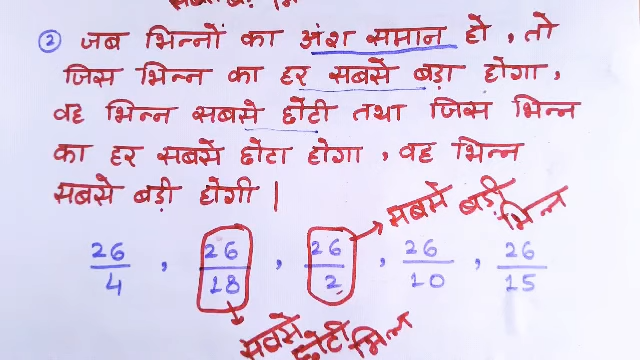 ② जब भिन्नों का अंश समान हो, तो
जिस भिन्न का हर सबसे बड़ा होगा,
वह भिन्न सबसे छोटी तथा जिस भिन्न
का हर सबसे छोटा होगा, वह भिन्न
सबसे बड़ी होगी |
सबसे बड़ी भिन्न
26/4, 26/18, 26/2, 26/10, 26/15
सबसे छोटी भिन्न